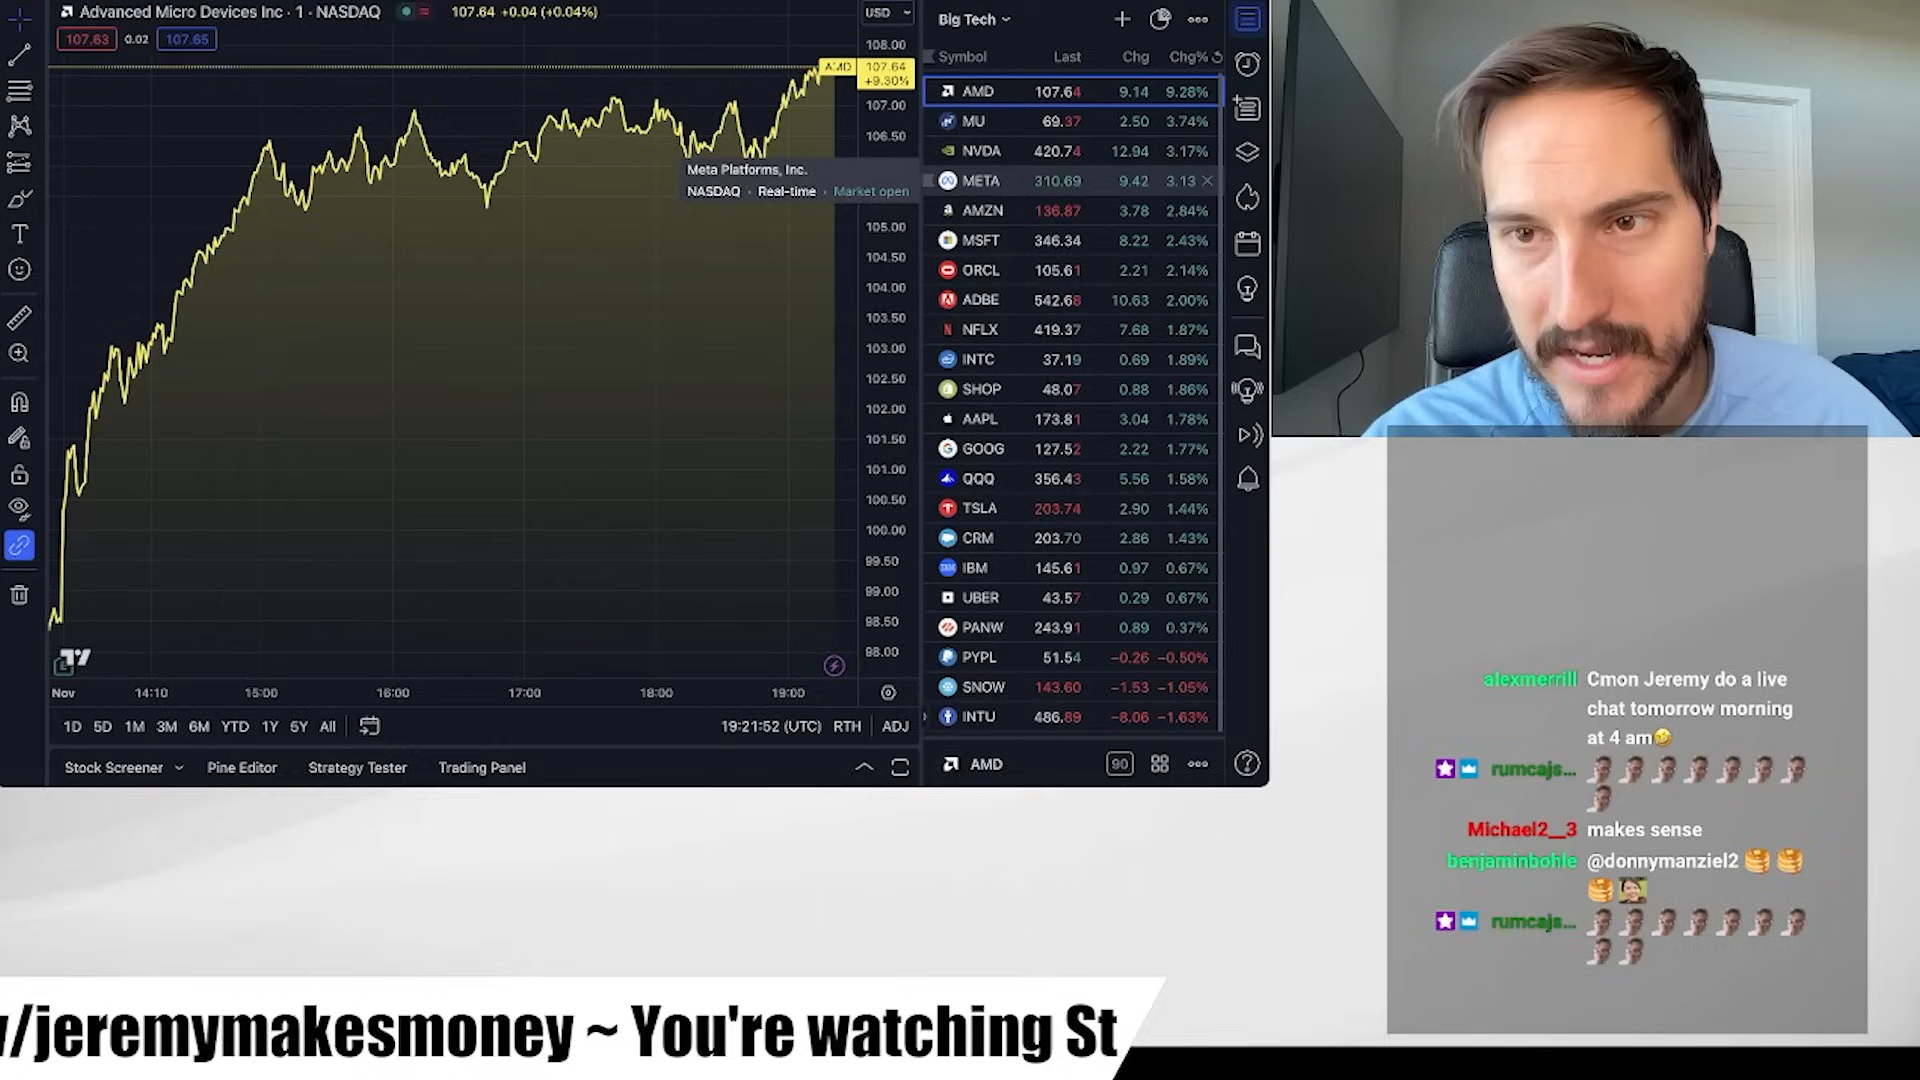 Advanced Micro Devices Inc · 1 · NASDAQ
107.64 +0.04 (+0.04%)
107.63 0.02 107.65
USD
108.00
AMD 107.64
+9.30%
107.00
106.50
Meta Platforms, Inc.
NASDAQ · Real-time · Market open
105.00
104.50
104.00
103.50
103.00
102.50
102.00
101.50
101.00
100.50
100.00
99.50
99.00
98.50
98.00
Nov 14:10 15:00 16:00 17:00 18:00 19:00
1D 5D 1M 3M 6M YTD 1Y 5Y All
19:21:52 (UTC) RTH ADJ
Stock Screener Pine Editor Strategy Tester Trading Panel
Big Tech
Symbol Last Chg Chg%
AMD 107.64 9.14 9.28%
MU 69.37 2.50 3.74%
NVDA 420.74 12.94 3.17%
META 310.69 9.42 3.13
AMZN 136.87 3.78 2.84%
MSFT 346.34 8.22 2.43%
ORCL 105.61 2.21 2.14%
ADBE 542.68 10.63 2.00%
NFLX 419.37 7.68 1.87%
INTC 37.19 0.69 1.89%
SHOP 48.07 0.88 1.86%
AAPL 173.81 3.04 1.78%
GOOG 127.52 2.22 1.77%
QQQ 356.43 5.56 1.58%
TSLA 203.74 2.90 1.44%
CRM 203.70 2.86 1.43%
IBM 145.61 0.97 0.67%
UBER 43.57 0.29 0.67%
PANW 243.91 0.89 0.37%
PYPL 51.54 −0.26 −0.50%
SNOW 143.60 −1.53 −1.05%
INTU 486.89 −8.06 −1.63%
AMD 90
alexmerrill Cmon Jeremy do a live
chat tomorrow morning
at 4 am
rumcajs...
Michael2__3 makes sense
benjaminbohle @donnymanziel2
rumcajs...
/jeremymakesmoney ~ You're watching St